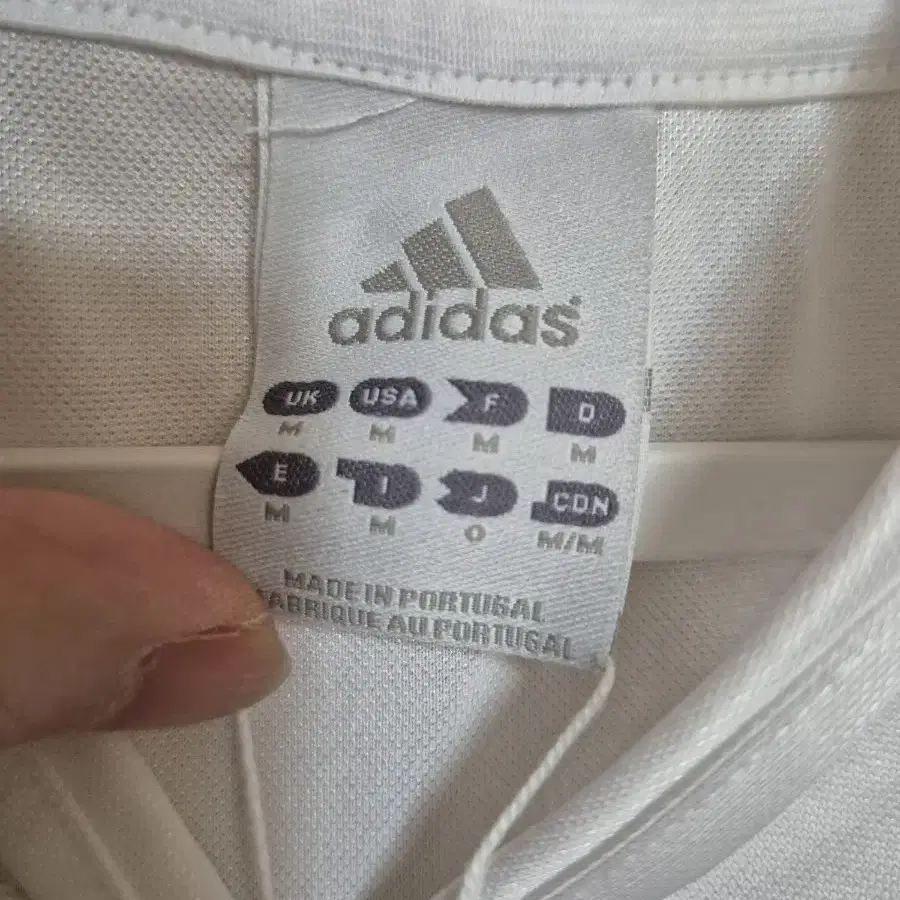 adidas
UK USA F D
M M M M
E I J CDN
M M O M/M
MADE IN PORTUGAL
FABRIQUE AU PORTUGAL